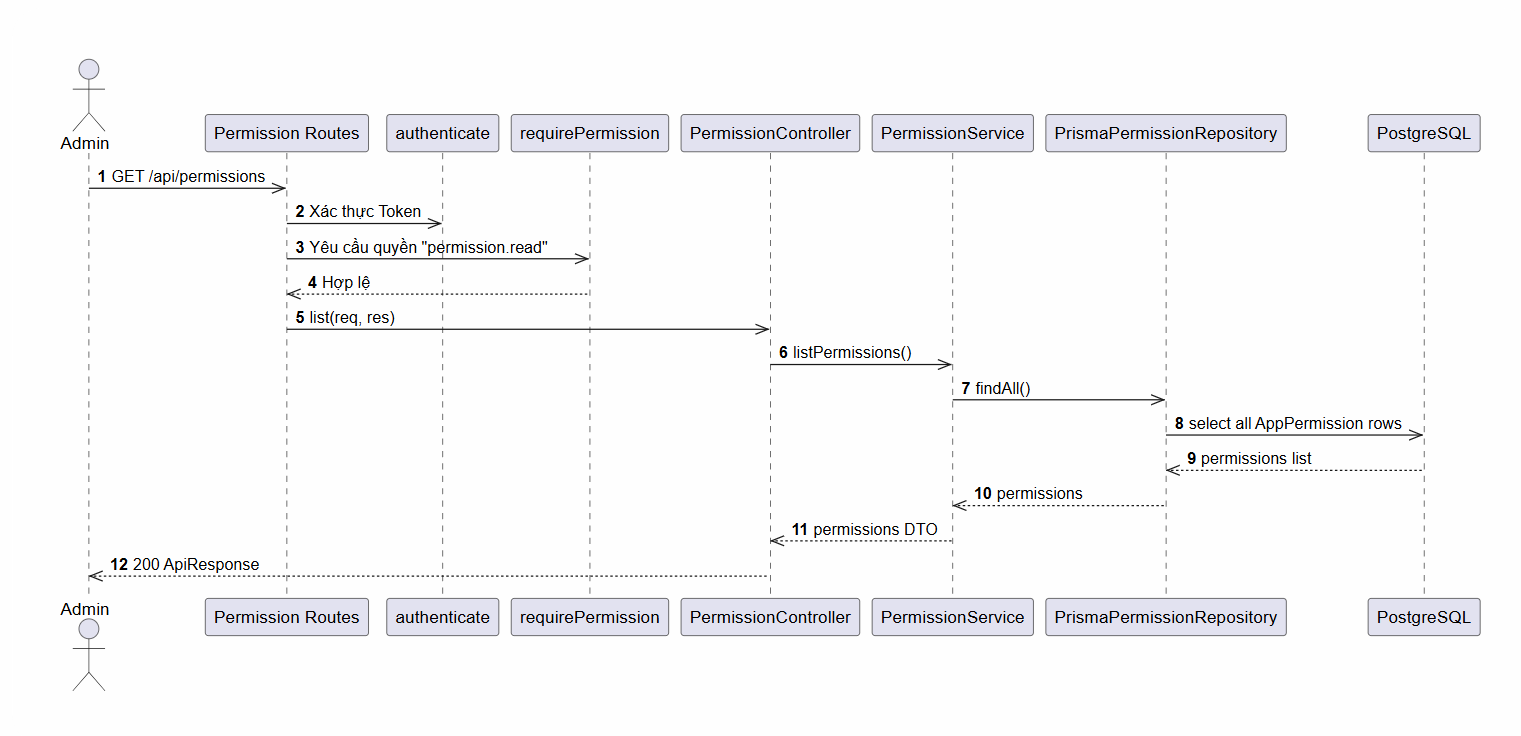 Admin
Permission Routes
authenticate
requirePermission
PermissionController
PermissionService
PrismaPermissionRepository
PostgreSQL
1 GET /api/permissions
2 Xác thực Token
3 Yêu cầu quyền "permission.read"
4 Hợp lệ
5 list(req, res)
6 listPermissions()
7 findAll()
8 select all AppPermission rows
9 permissions list
10 permissions
11 permissions DTO
12 200 ApiResponse
Admin
Permission Routes
authenticate
requirePermission
PermissionController
PermissionService
PrismaPermissionRepository
PostgreSQL